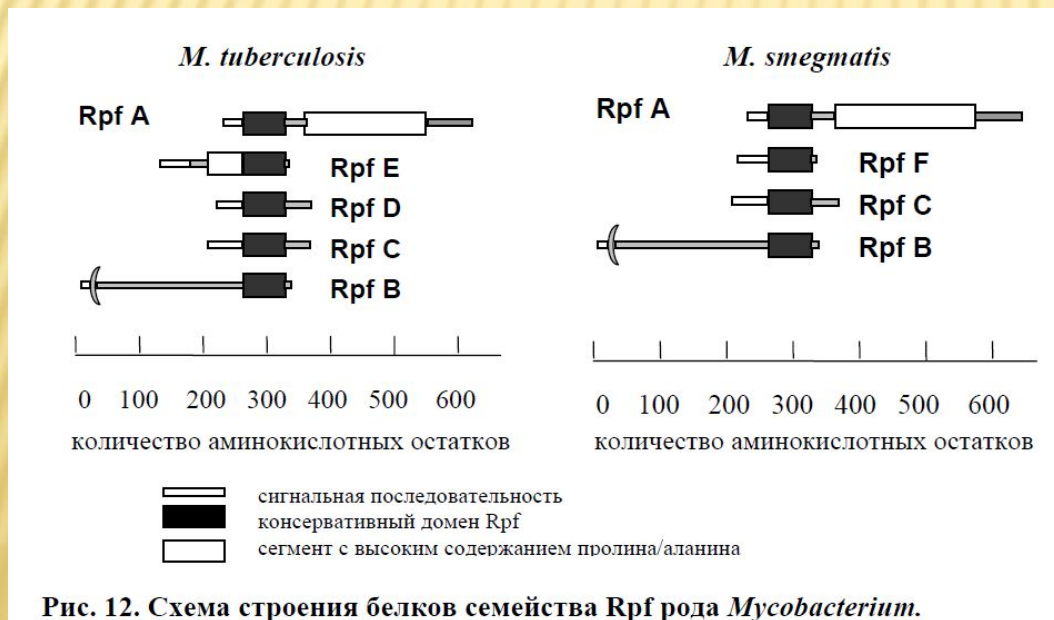 M. tuberculosis
Rpf A
Rpf E
Rpf D
Rpf C
Rpf B
0 100 200 300 400 500 600
количество аминокислотных остатков
M. smegmatis
Rpf A
Rpf F
Rpf C
Rpf B
0 100 200 300 400 500 600
количество аминокислотных остатков
сигнальная последовательность
консервативный домен Rpf
сегмент с высоким содержанием пролина/аланина
Рис. 12. Схема строения белков семейства Rpf рода Mycobacterium.